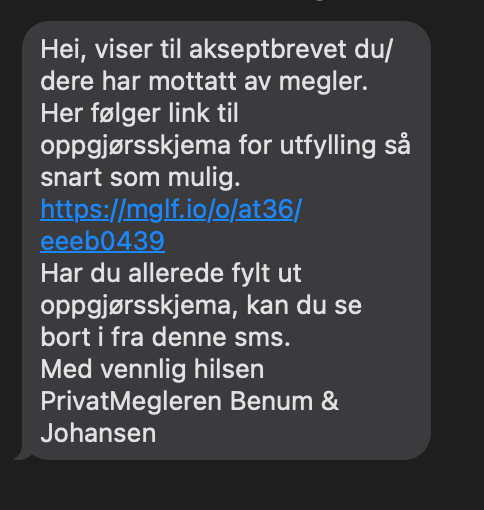 Hei, viser til akseptbrevet du/
dere har mottatt av megler.
Her følger link til
oppgjørsskjema for utfylling så
snart som mulig.
https://mglf.io/o/at36/
eeeb0439
Har du allerede fylt ut
oppgjørsskjema, kan du se
bort i fra denne sms.
Med vennlig hilsen
PrivatMegleren Benum &
Johansen